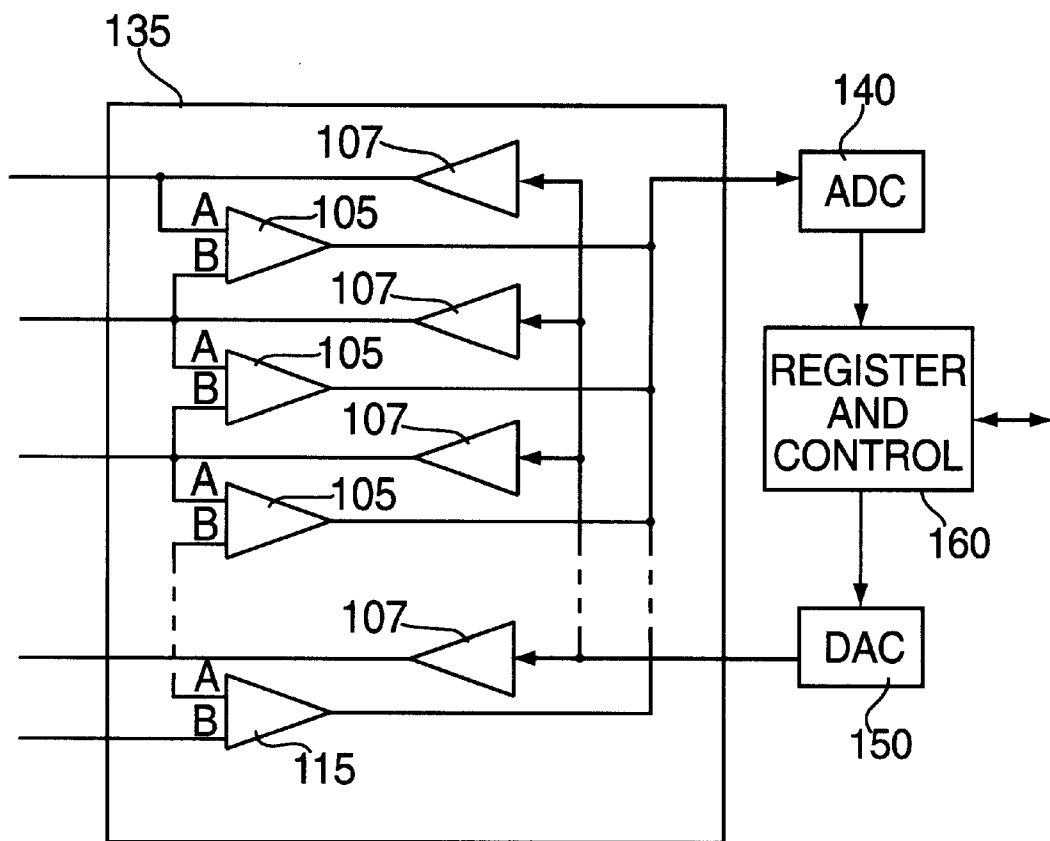 135
140
107
ADC
A
105
B
107
A
105
B
REGISTER
AND
CONTROL
107
A
105
B
160
107
DAC
A
B
150
115